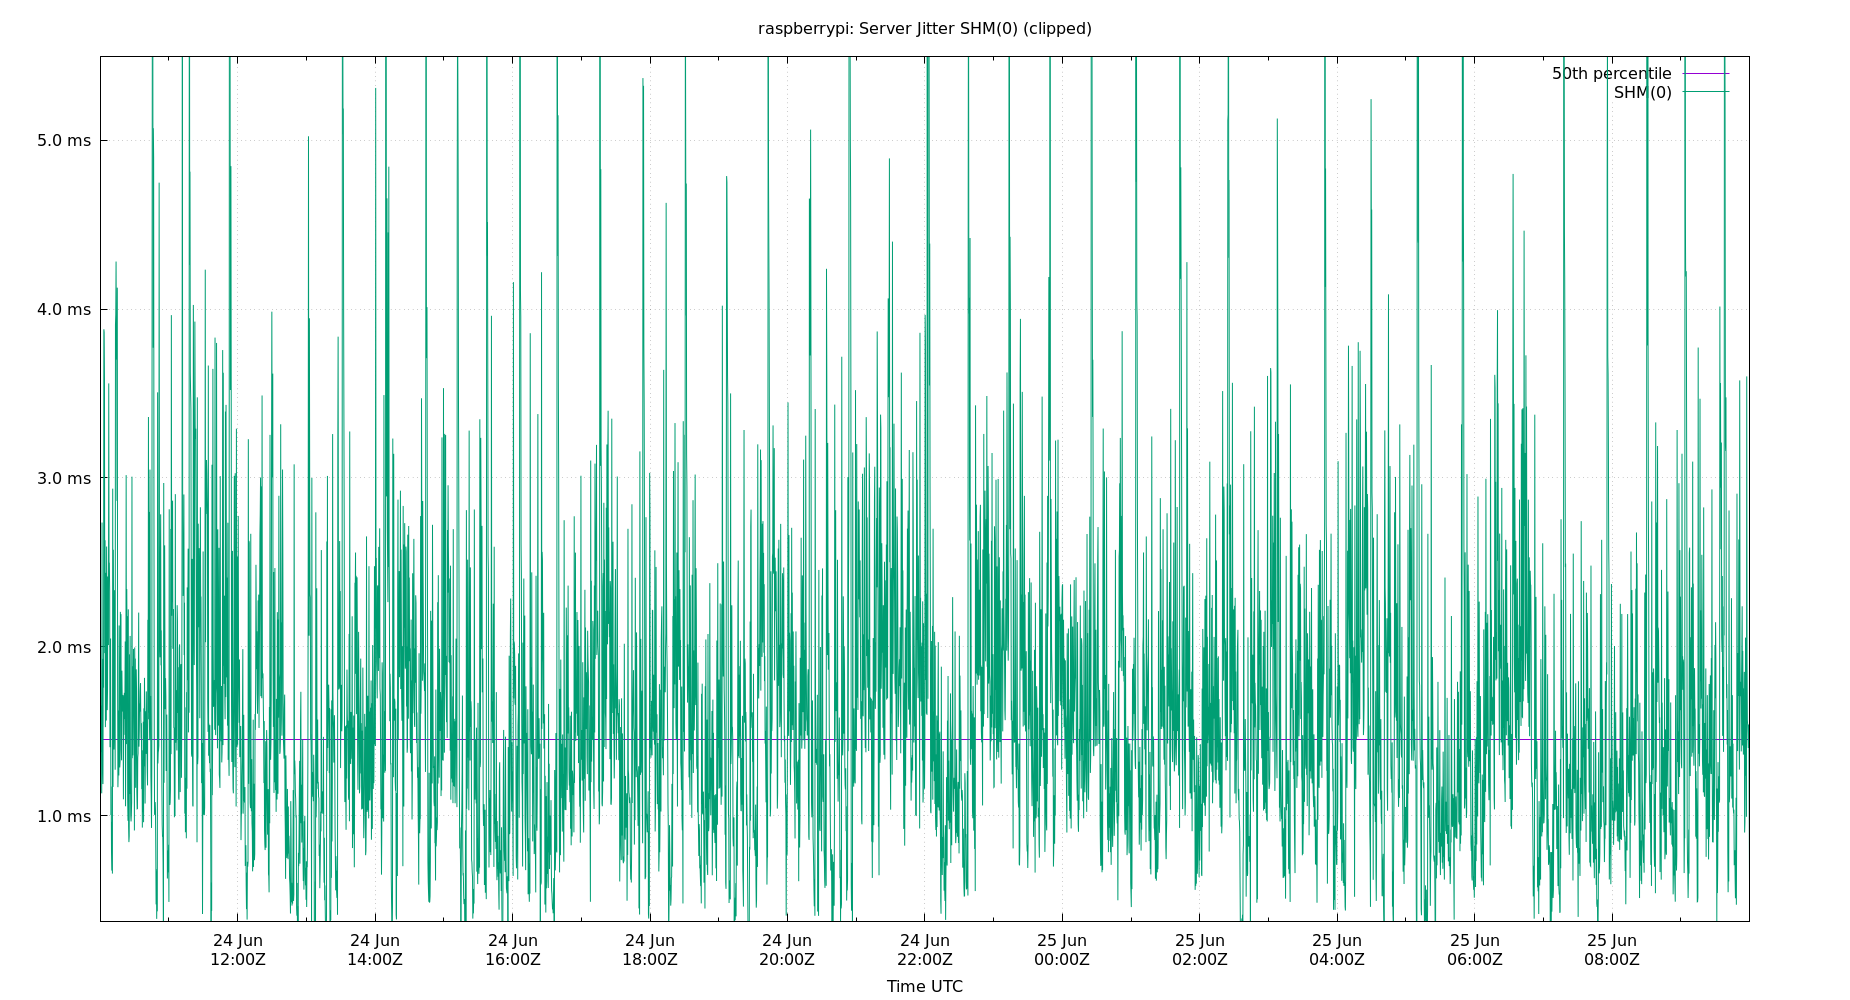 raspberrypi: Server Jitter SHM(0) (clipped)
50th percentile
SHM(0)
5.0 ms
4.0 ms
3.0 ms
2.0 ms
1.0 ms
24 Jun 24 Jun 24 Jun 24 Jun 24 Jun 24 Jun 25 Jun 25 Jun 25 Jun 25 Jun 25 Jun
12:00Z 14:00Z 16:00Z 18:00Z 20:00Z 22:00Z 00:00Z 02:00Z 04:00Z 06:00Z 08:00Z
Time UTC